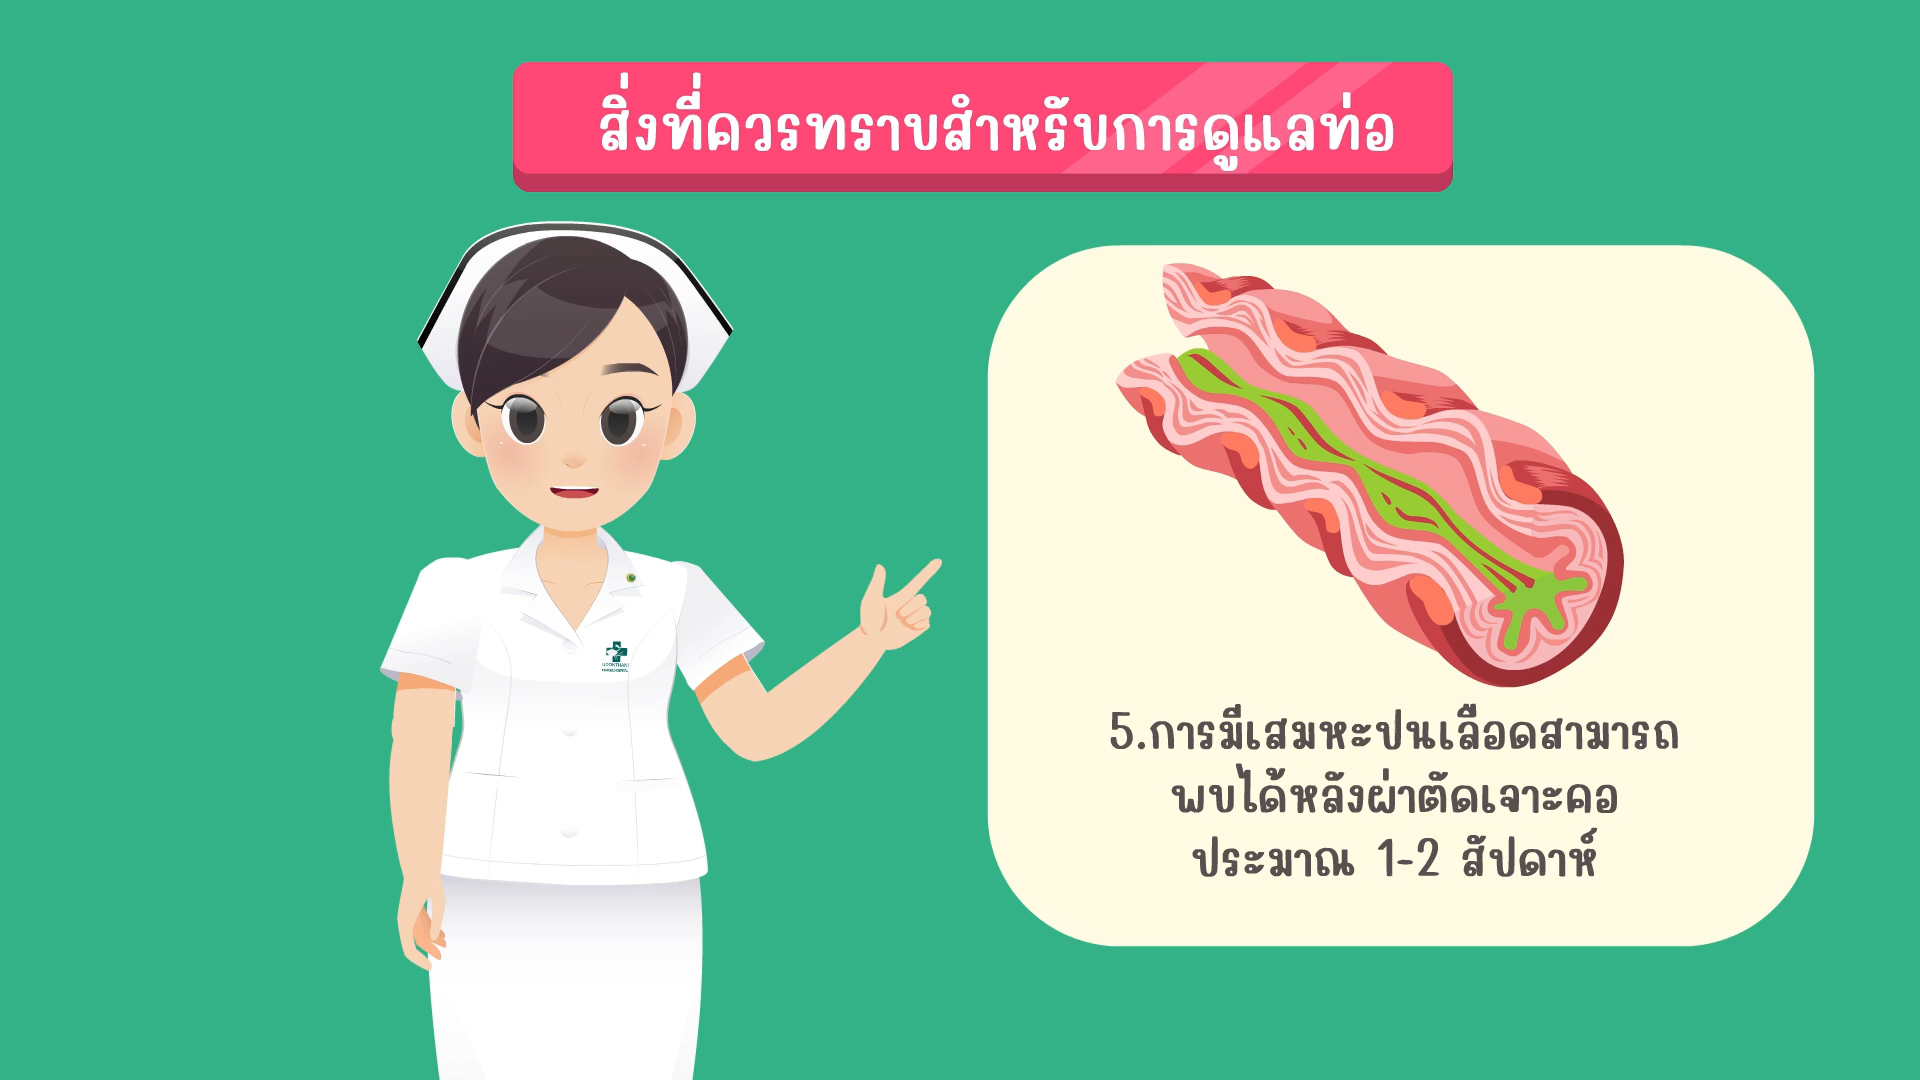 สิ่งที่ควรทราบสำหรับการดูแลท่อ
5.การมีเสมหะปนเลือดสามารถ
พบได้หลังผ่าตัดเจาะคอ
ประมาณ 1-2 สัปดาห์